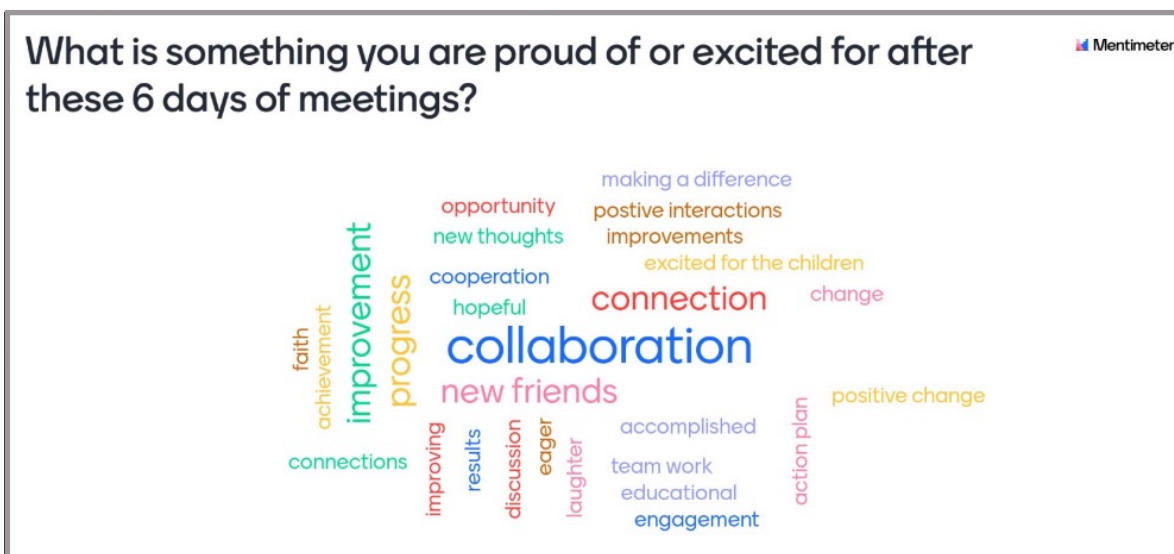 What is something you are proud of or excited for after
these 6 days of meetings?
Mentimeter
making a difference
opportunity
postive interactions
new thoughts
improvements
excited for the children
cooperation
connection
change
hopeful
faith
achievement
improvement
progress
collaboration
new friends
positive change
accomplished
action plan
connections
improving
results
discussion
eager
laughter
team work
educational
engagement